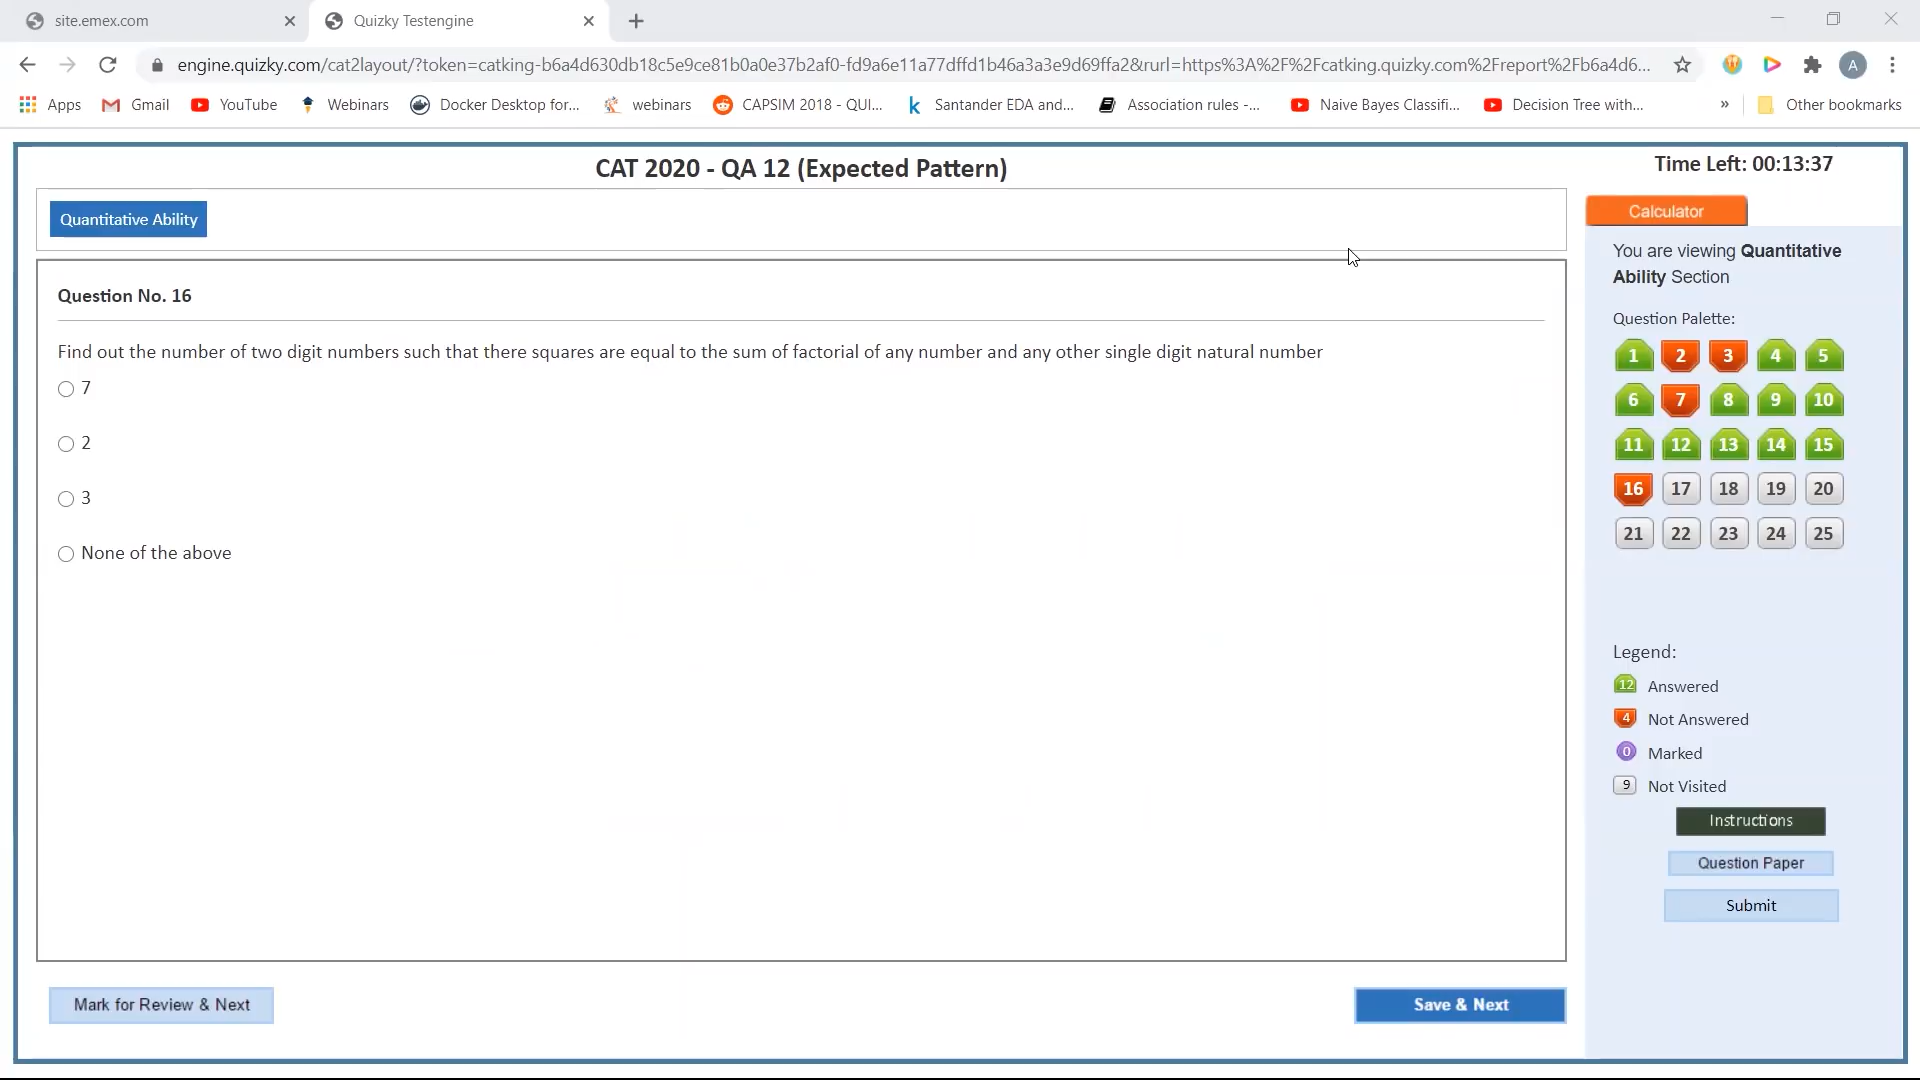 site.emex.com
Quizky Testengine
engine.quizky.com/cat2layout/?token=catking-b6a4d630db18c5e9ce81b0a0e37b2af0-fd9a6e11a77dffd1b46a3a3e9d69ffa2&rurl=https%3A%2F%2Fcatking.quizky.com%2Freport%2Fb6a4d6... A
Apps Gmail YouTube Webinars Docker Desktop for... webinars CAPSIM 2018 - QUI... Santander EDA and... Association rules -... Naive Bayes Classifi... Decision Tree with... » Other bookmarks
CAT 2020 - QA 12 (Expected Pattern)
Time Left: 00:13:37
Quantitative Ability
Calculator
You are viewing Quantitative
Ability Section
Question No. 16
Question Palette:
Find out the number of two digit numbers such that there squares are equal to the sum of factorial of any number and any other single digit natural number
7
2
3
None of the above
1 2 3 4 5
6 7 8 9 10
11 12 13 14 15
16 17 18 19 20
21 22 23 24 25
Legend:
12 Answered
4 Not Answered
0 Marked
9 Not Visited
Instructions
Question Paper
Submit
Mark for Review & Next
Save & Next